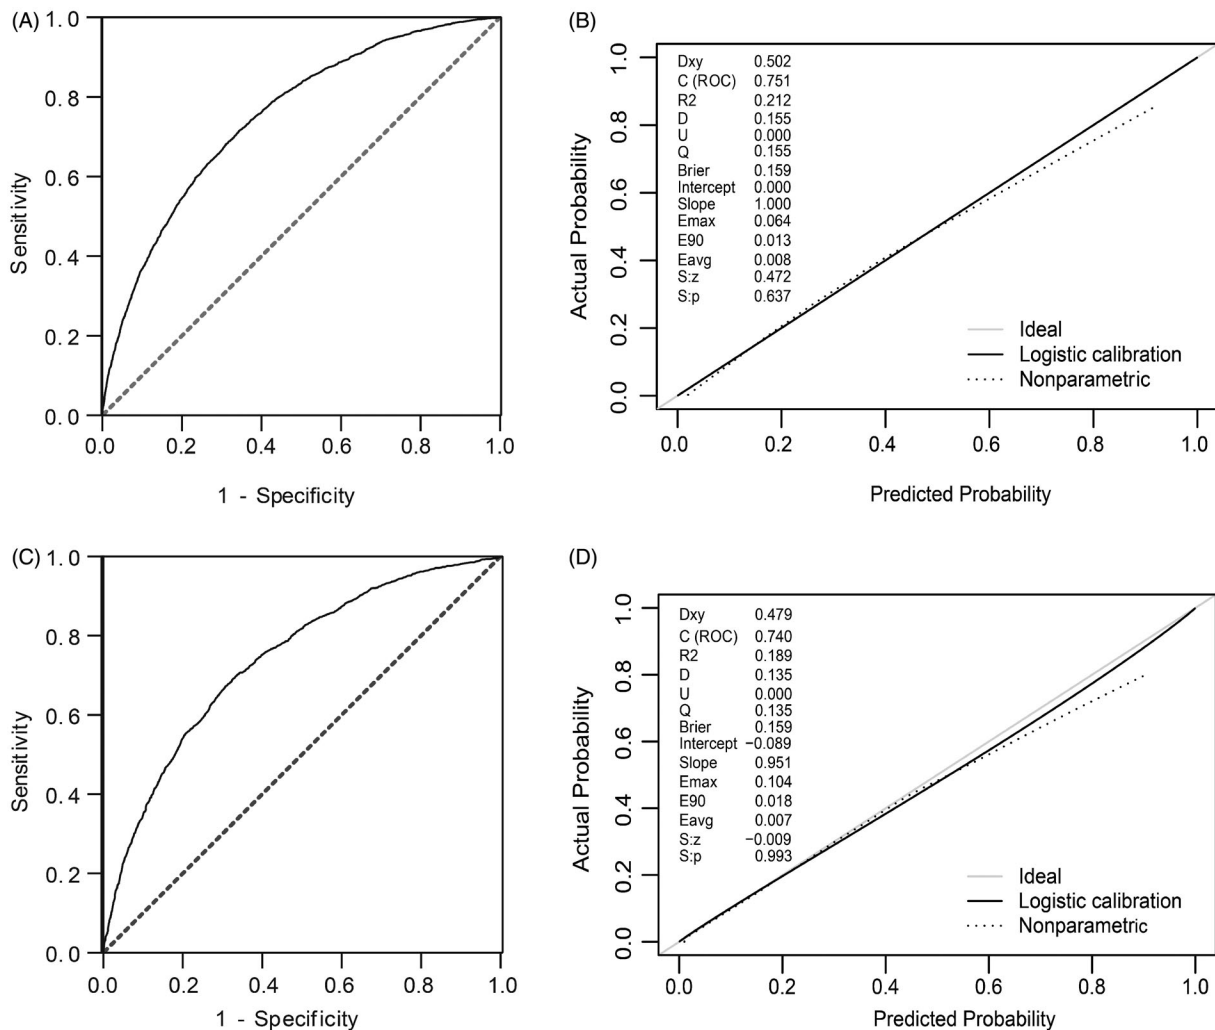 (A)
1. 0
0. 8
0. 6
0. 4
0. 2
0. 0
Sensitivity
0.0 0.2 0.4 0.6 0.8 1.0
1 - Specificity
(B)
1.0
0.8
0.6
0.4
0.2
0.0
Actual Probability
Dxy 0.502
C (ROC) 0.751
R2 0.212
D 0.155
U 0.000
Q 0.155
Brier 0.159
Intercept 0.000
Slope 1.000
Emax 0.064
E90 0.013
Eavg 0.008
S:z 0.472
S:p 0.637
Ideal
Logistic calibration
Nonparametric
0.0 0.2 0.4 0.6 0.8 1.0
Predicted Probability
(C)
1. 0
0. 8
0. 6
0. 4
0. 2
0. 0
Sensitivity
0.0 0.2 0.4 0.6 0.8 1.0
1 - Specificity
(D)
1.0
0.8
0.6
0.4
0.2
0.0
Actual Probability
Dxy 0.479
C (ROC) 0.740
R2 0.189
D 0.135
U 0.000
Q 0.135
Brier 0.159
Intercept −0.089
Slope 0.951
Emax 0.104
E90 0.018
Eavg 0.007
S:z −0.009
S:p 0.993
Ideal
Logistic calibration
Nonparametric
0.0 0.2 0.4 0.6 0.8 1.0
Predicted Probability